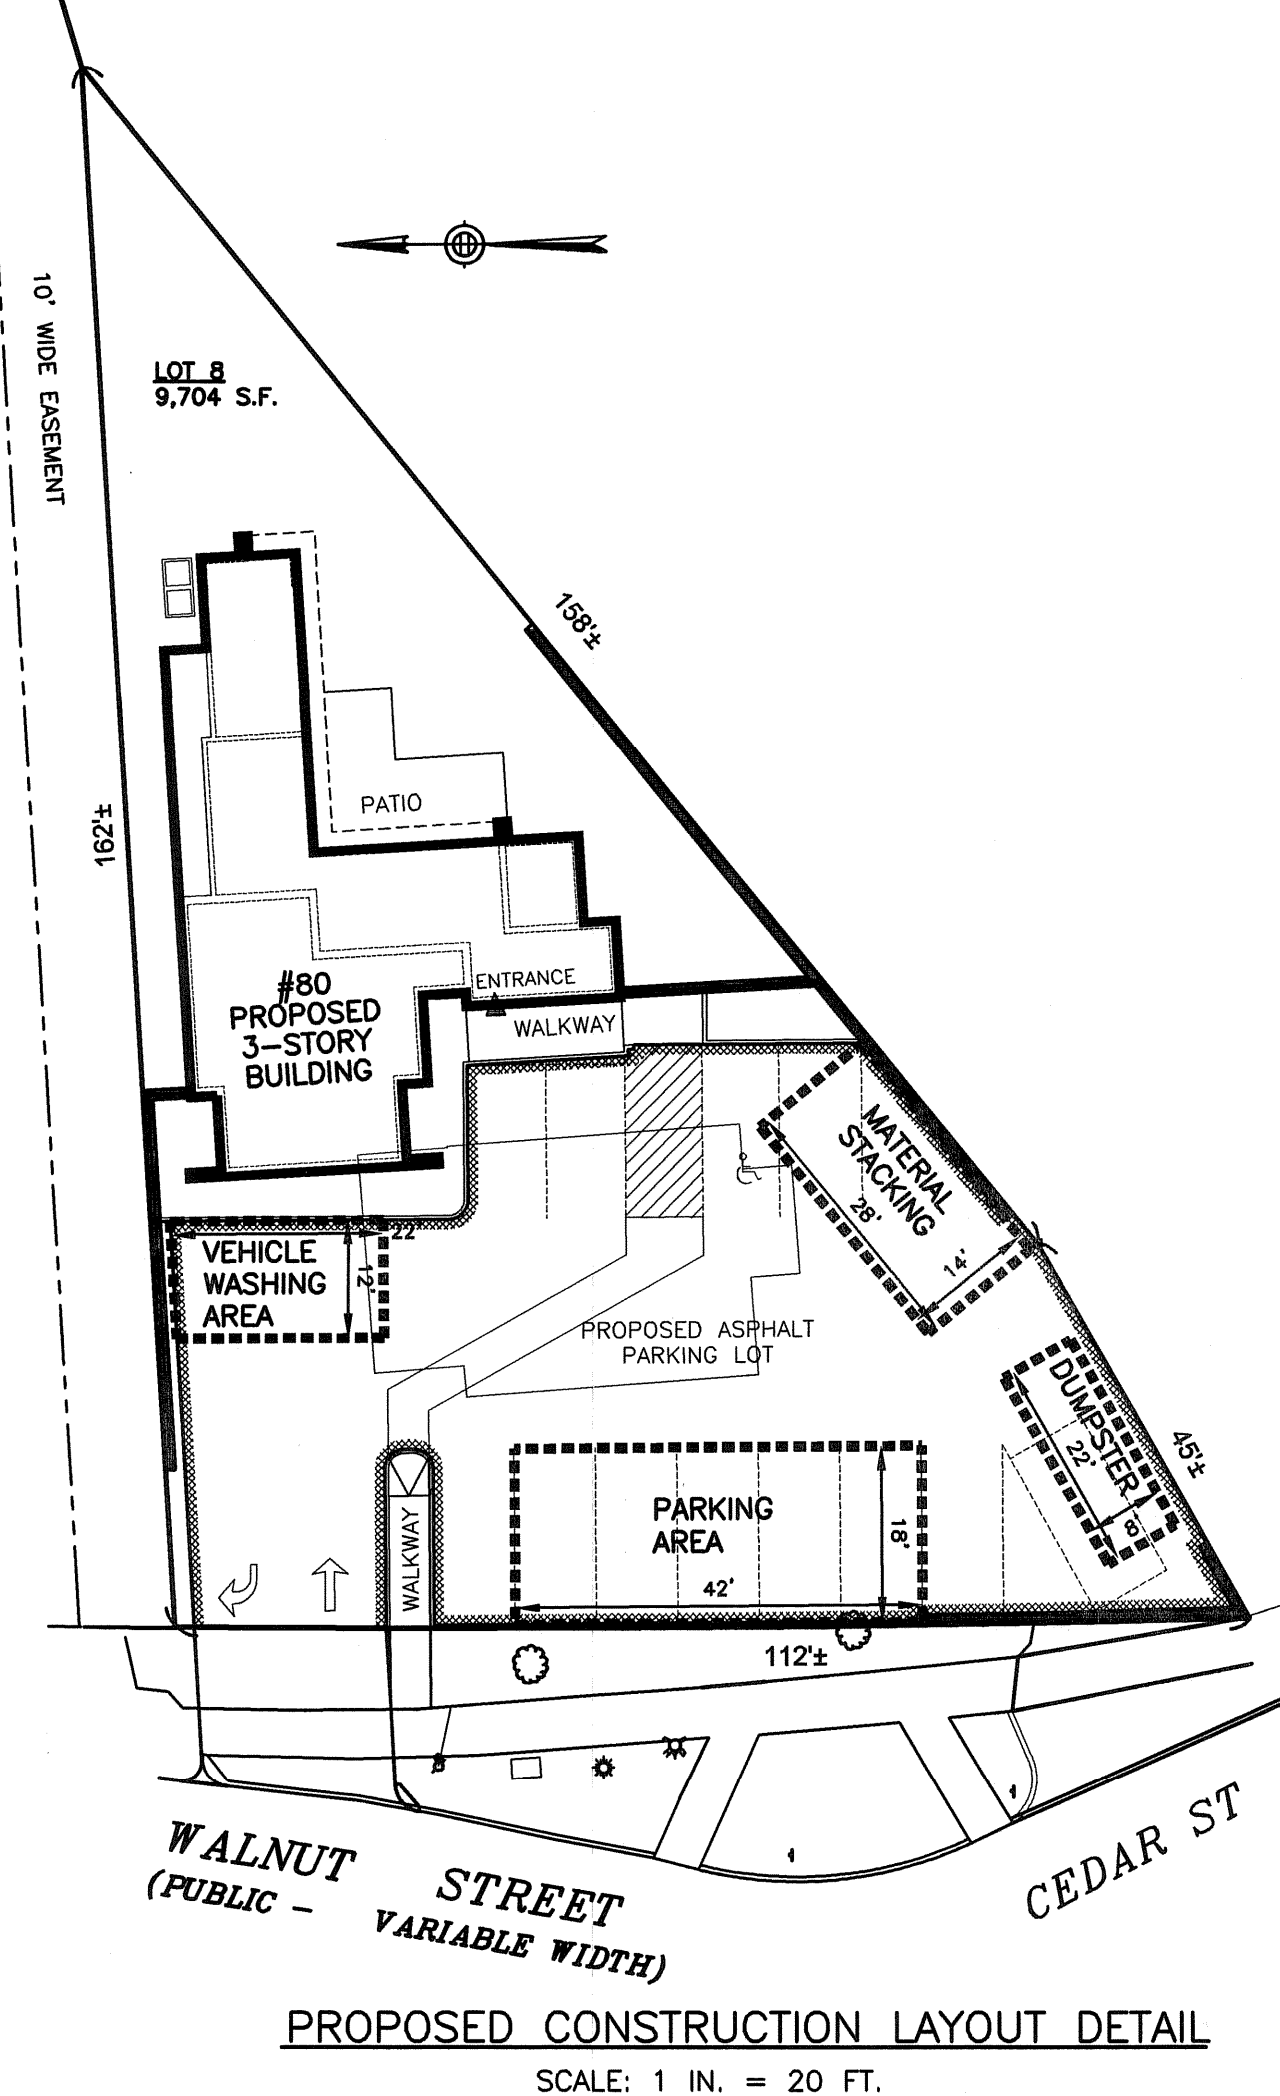 10' WIDE EASEMENT
LOT 8
9,704 S.F.
158'±
162'±
PATIO
ENTRANCE
WALKWAY
#80
PROPOSED
3-STORY
BUILDING
MATERIAL
STACKING
28'
14'
VEHICLE
WASHING
AREA
22'
12'
PROPOSED ASPHALT
PARKING LOT
DUMPSTER
22'
8'
45'±
PARKING
AREA
18'
42'
WALKWAY
112'±
WALNUT STREET
(PUBLIC - VARIABLE WIDTH)
CEDAR ST
PROPOSED CONSTRUCTION LAYOUT DETAIL
SCALE: 1 IN. = 20 FT.